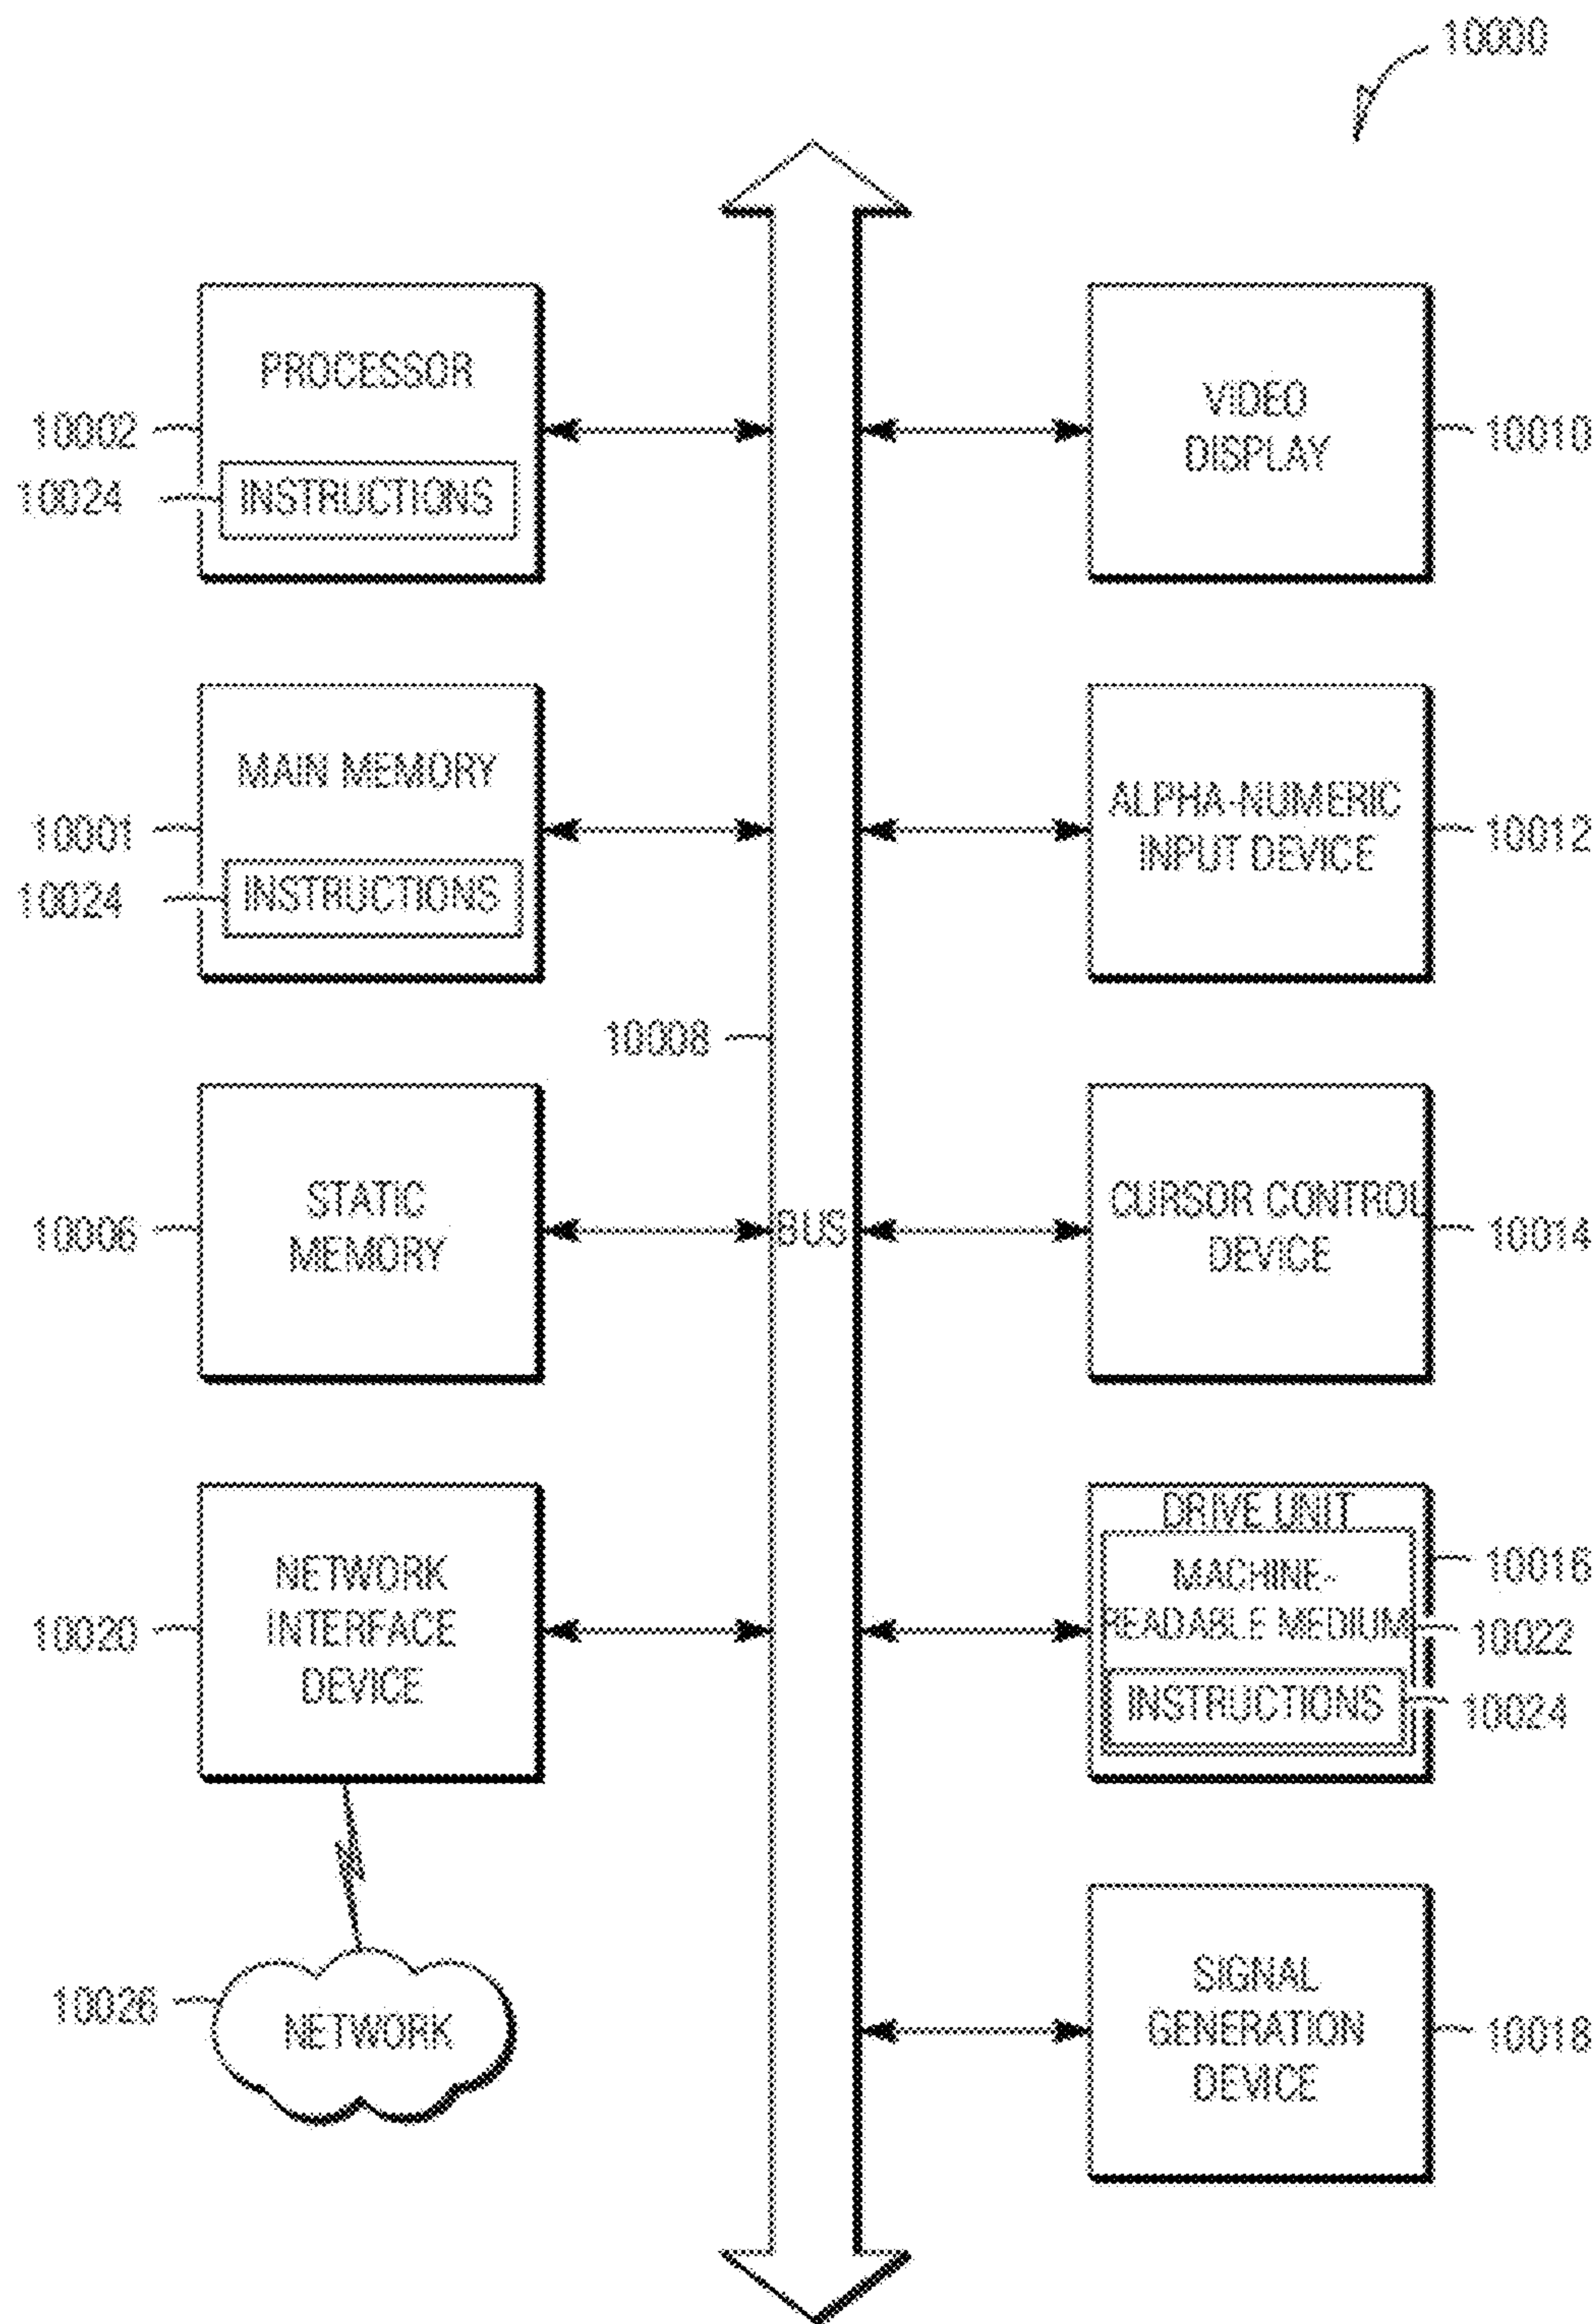 10000
PROCESSOR
10002
10024
INSTRUCTIONS
VIDEO
DISPLAY
10010
MAIN MEMORY
10001
10024
INSTRUCTIONS
ALPHA-NUMERIC
INPUT DEVICE
10012
10008
STATIC
MEMORY
10006
BUS
CURSOR CONTROL
DEVICE
10014
NETWORK
INTERFACE
DEVICE
10020
DRIVE UNIT
10016
MACHINE-
READABLE MEDIUM
10022
INSTRUCTIONS
10024
10026
NETWORK
SIGNAL
GENERATION
DEVICE
10018